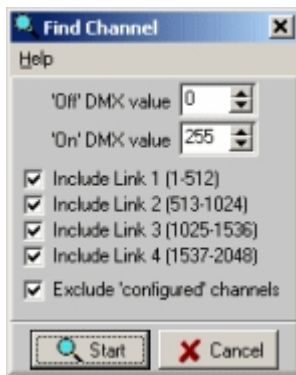 Find Channel
Help
'Off' DMX value 0
'On' DMX value 255
Include Link 1 (1-512)
Include Link 2 (513-1024)
Include Link 3 (1025-1536)
Include Link 4 (1537-2048)
Exclude 'configured' channels
Start Cancel